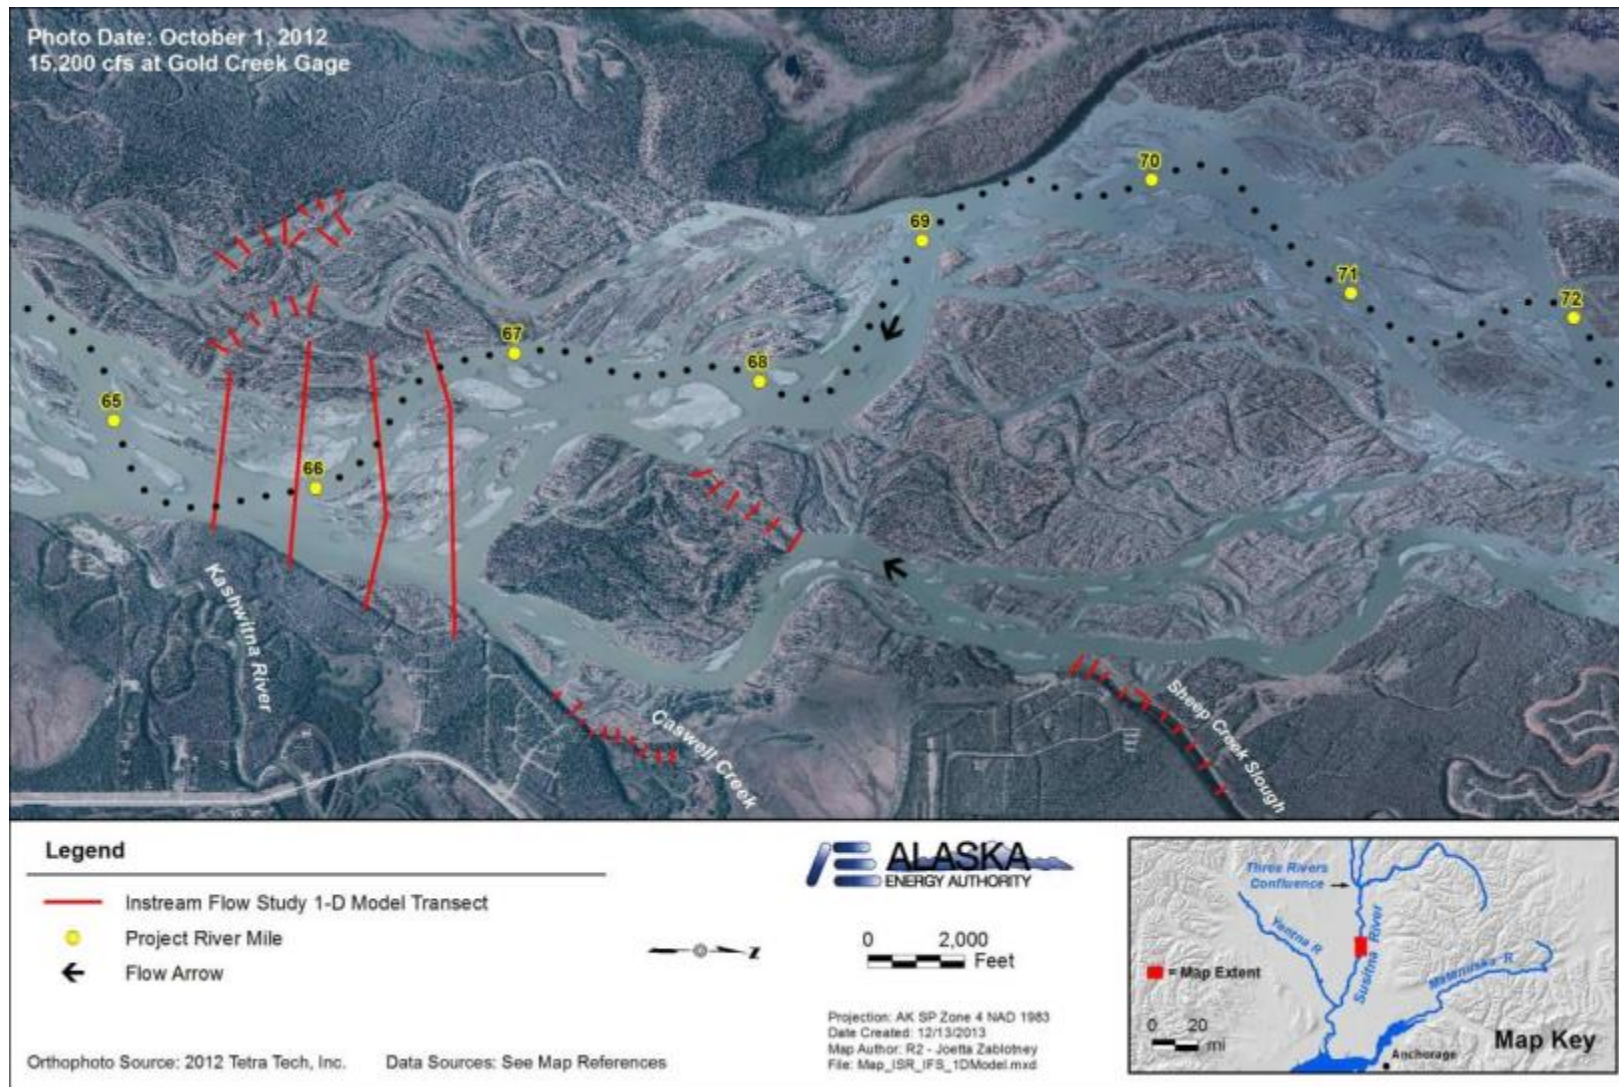 Photo Date: October 1, 2012
15,200 cfs at Gold Creek Gage
70
69
71
72
67
68
65
66
Kashwitna River
Caswell Creek
Sheep Creek Slough
Legend
Instream Flow Study 1-D Model Transect
Project River Mile
Flow Arrow
Orthophoto Source: 2012 Tetra Tech, Inc.
Data Sources: See Map References
Z
ALASKA
ENERGY AUTHORITY
0 2,000
Feet
Projection: AK SP Zone 4 NAD 1983
Date Created: 12/13/2013
Map Author: R2 - Joetta Zablotney
File: Map_ISR_IFS_1DModel.mxd
Three Rivers
Confluence
Yentna R
Susitna River
Matanuska R
= Map Extent
0 20
mi
Anchorage
Map Key